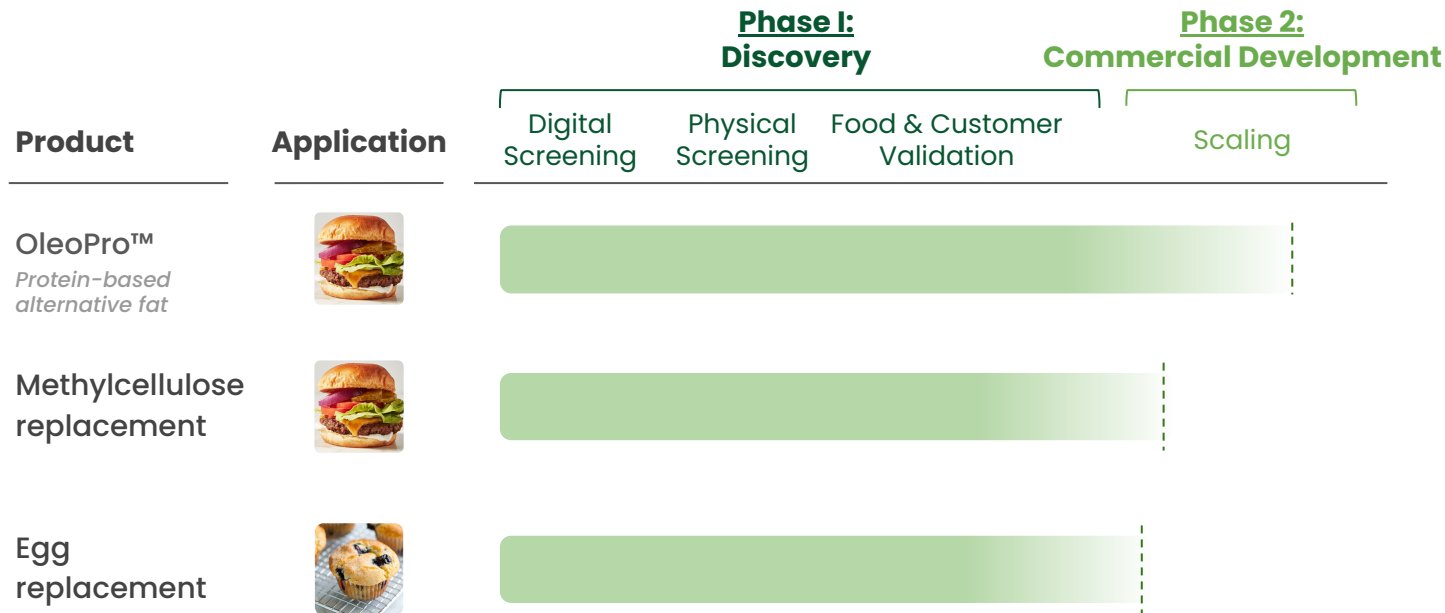 Phase I:
Discovery
Phase 2:
Commercial Development
Product
Application
Digital
Screening
Physical
Screening
Food & Customer
Validation
Scaling
OleoPro™
Protein-based
alternative fat
Methylcellulose
replacement
Egg
replacement